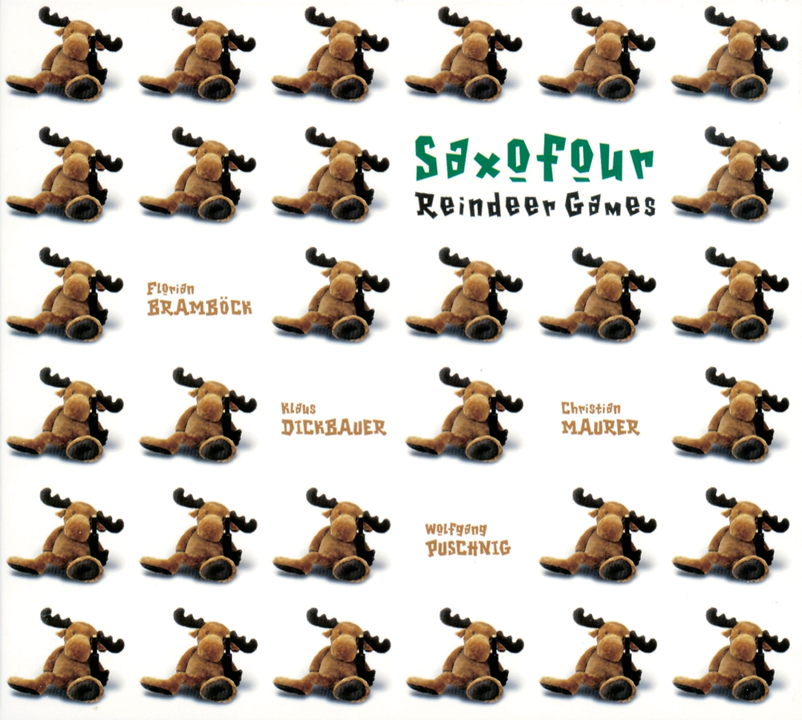 Saxofour
Reindeer Games
Florian
BRAMBÖCK
Klaus
DICKBAUER
Christian
MAURER
Wolfgang
PUSCHNIG